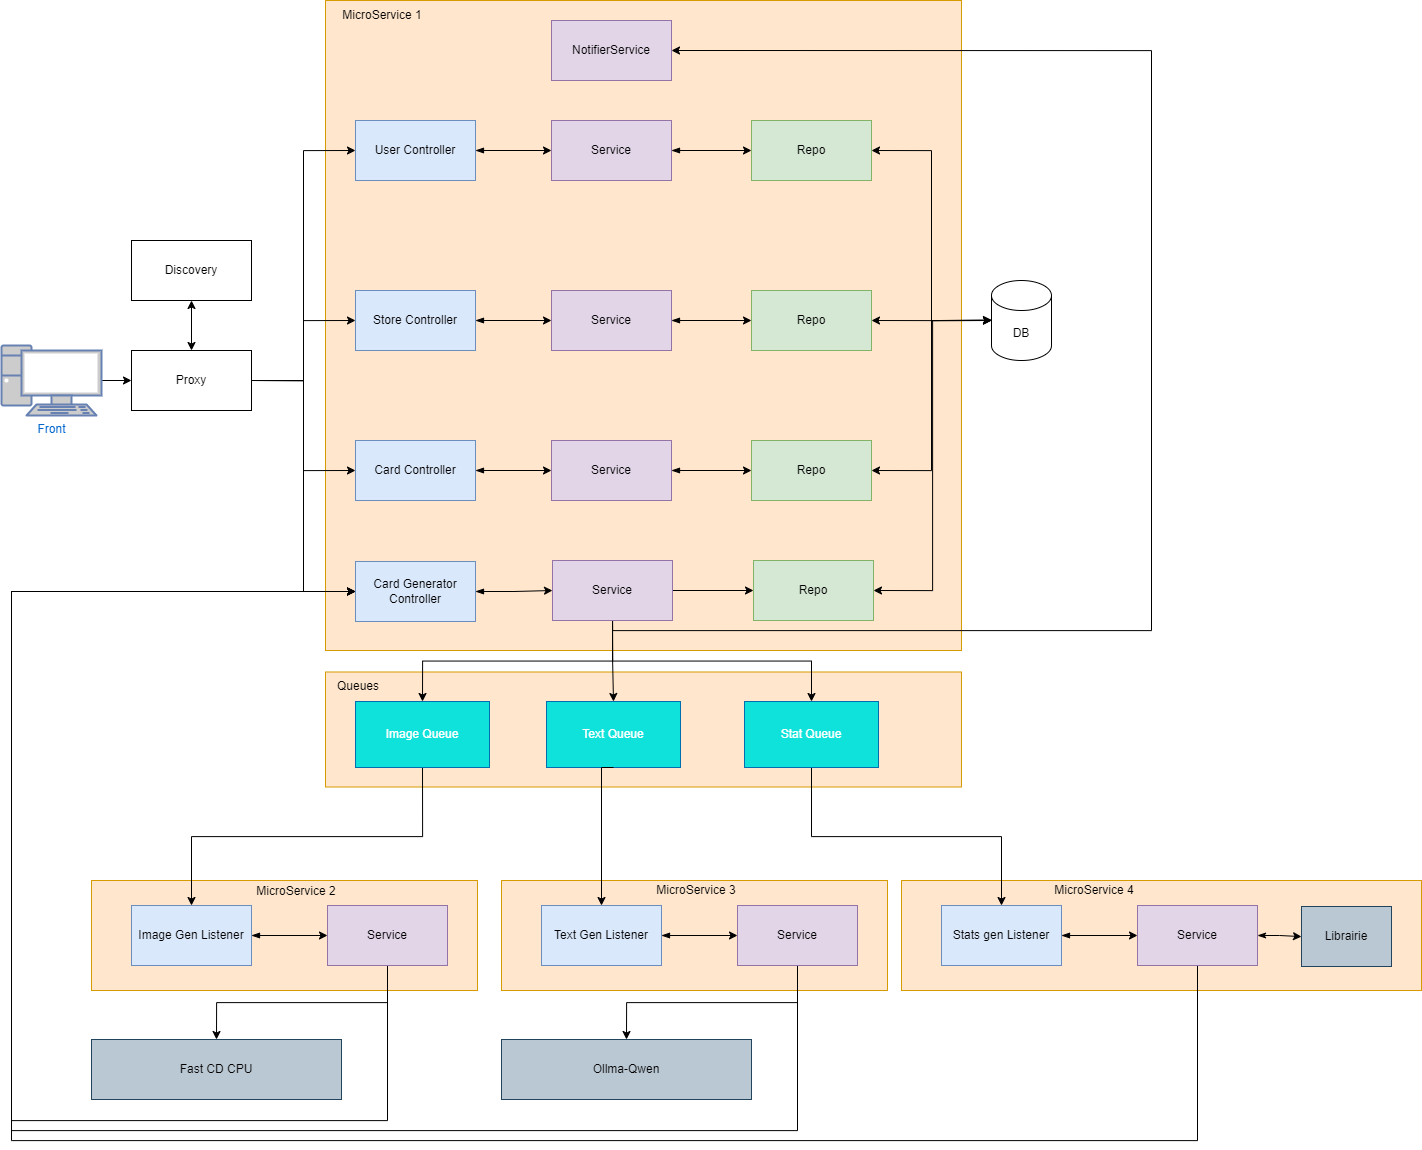 MicroService 1
NotifierService
User Controller
Service
Repo
Discovery
Store Controller
Service
Repo
DB
Proxy
Front
Card Controller
Service
Repo
Card Generator
Controller
Service
Repo
Queues
Image Queue
Text Queue
Stat Queue
MicroService 2
MicroService 3
MicroService 4
Image Gen Listener
Service
Text Gen Listener
Service
Stats gen Listener
Service
Librairie
Fast CD CPU
Ollma-Qwen